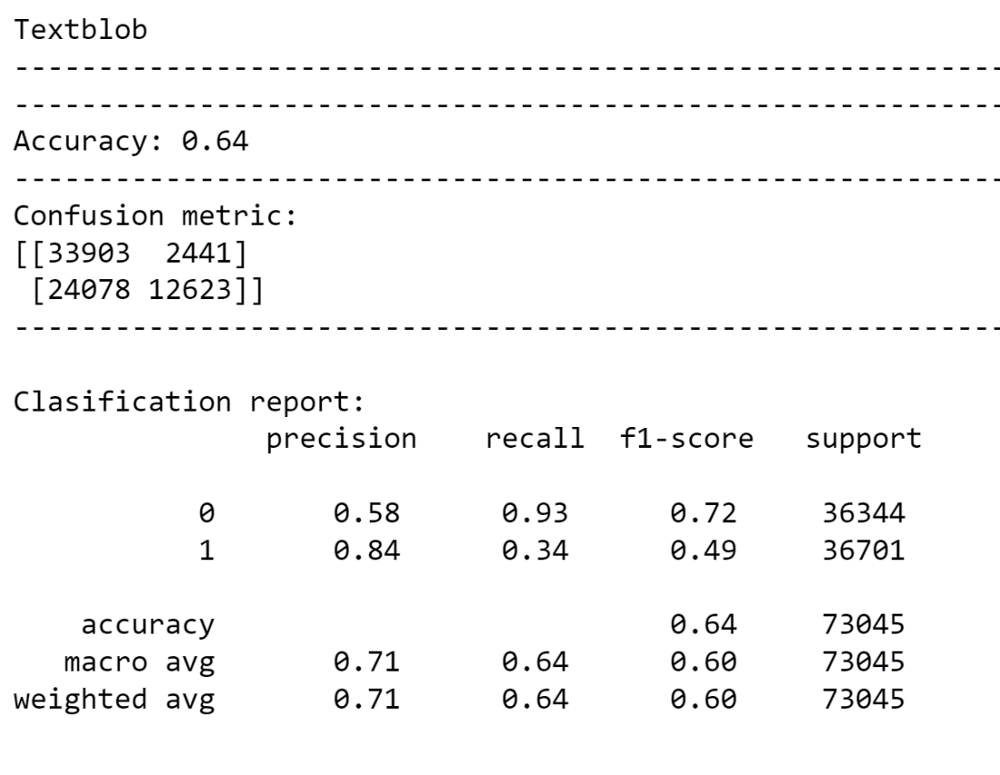 Textblob
-----------------------------------------------------------
-----------------------------------------------------------
Accuracy: 0.64
-----------------------------------------------------------
Confusion metric:
[[33903  2441]
 [24078 12623]]
-----------------------------------------------------------
Clasification report:
precision recall f1-score support
0 0.58 0.93 0.72 36344
1 0.84 0.34 0.49 36701
accuracy 0.64 73045
macro avg 0.71 0.64 0.60 73045
weighted avg 0.71 0.64 0.60 73045